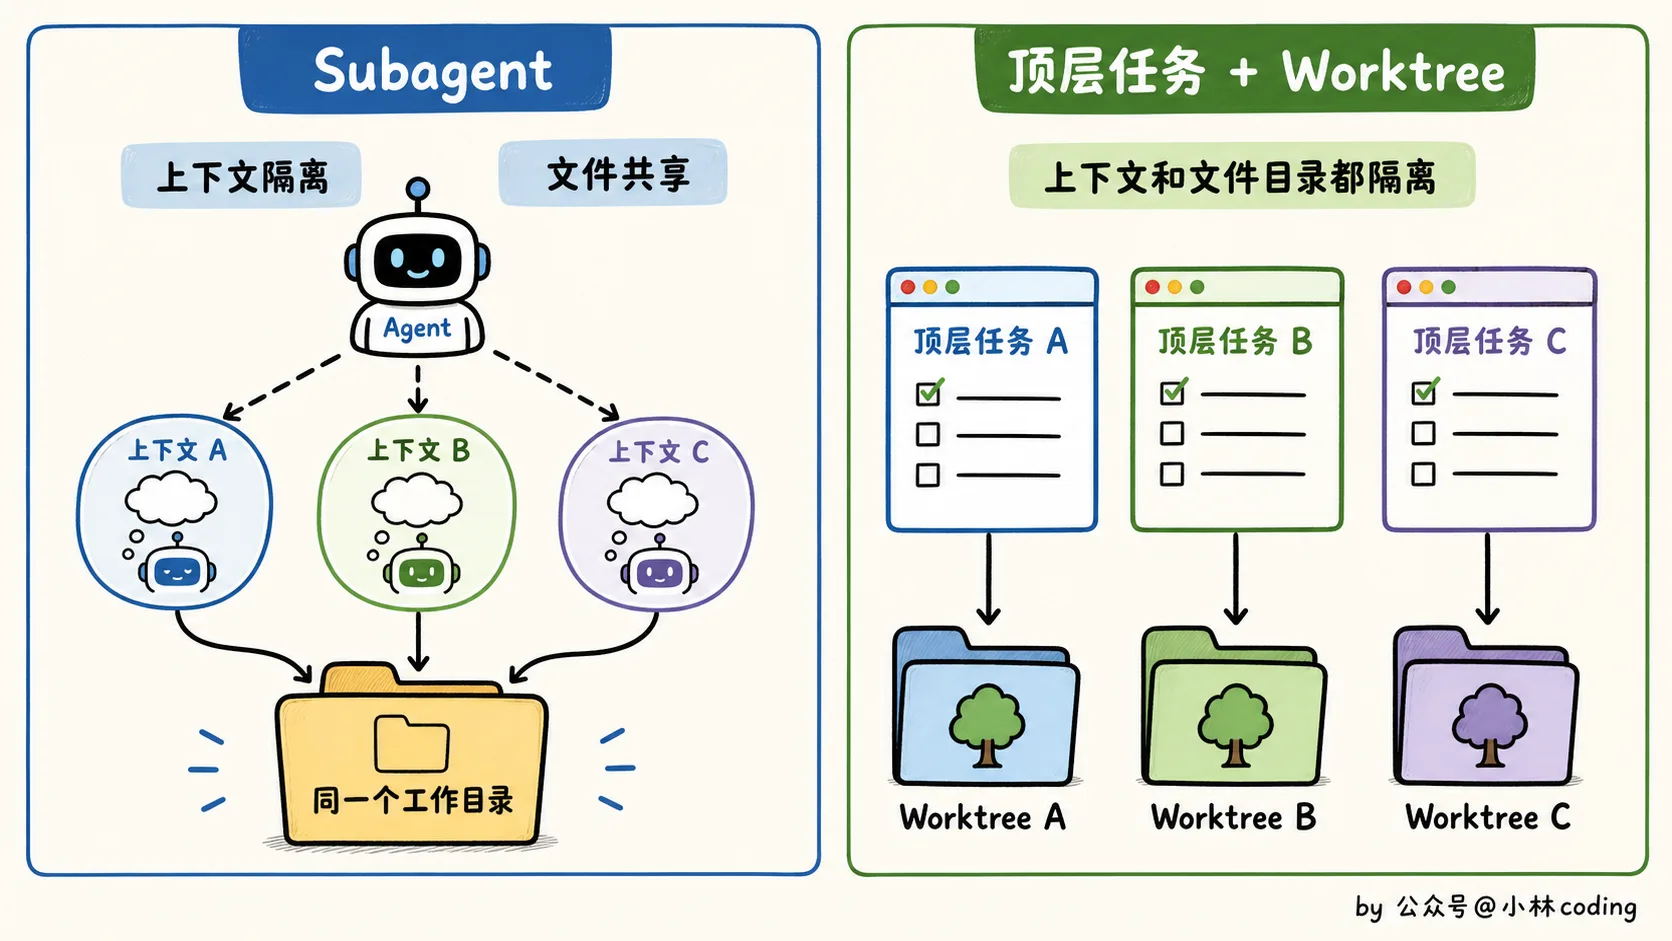 Subagent
上下文隔离
文件共享
Agent
上下文 A
上下文 B
上下文 C
同一个工作目录
顶层任务 + Worktree
上下文和文件目录都隔离
顶层任务 A
顶层任务 B
顶层任务 C
Worktree A
Worktree B
Worktree C
by 公众号@小林coding